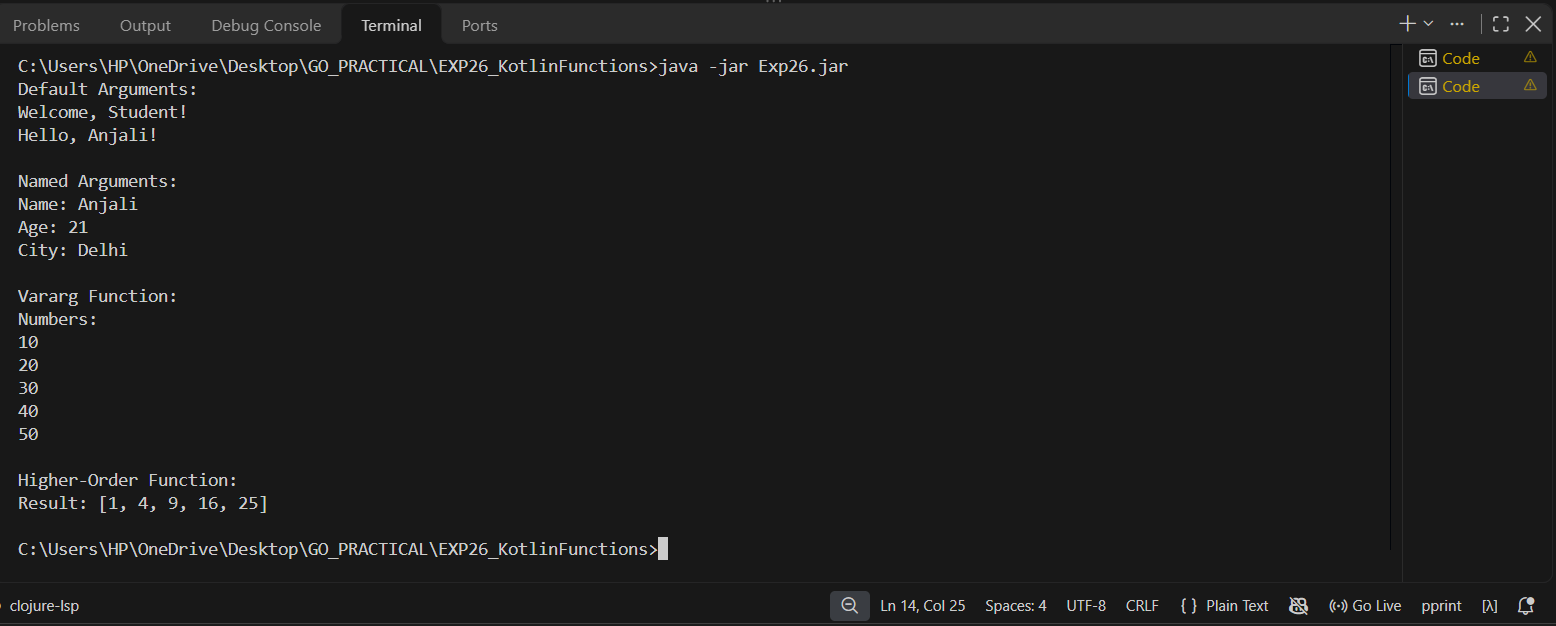 Problems Output Debug Console Terminal Ports
C:\Users\HP\OneDrive\Desktop\GO_PRACTICAL\EXP26_KotlinFunctions>java -jar Exp26.jar
Code
Default Arguments:
Code
Welcome, Student!
Hello, Anjali!
Named Arguments:
Name: Anjali
Age: 21
City: Delhi
Vararg Function:
Numbers:
10
20
30
40
50
Higher-Order Function:
Result: [1, 4, 9, 16, 25]
C:\Users\HP\OneDrive\Desktop\GO_PRACTICAL\EXP26_KotlinFunctions>
clojure-lsp Ln 14, Col 25 Spaces: 4 UTF-8 CRLF { } Plain Text Go Live pprint [λ]